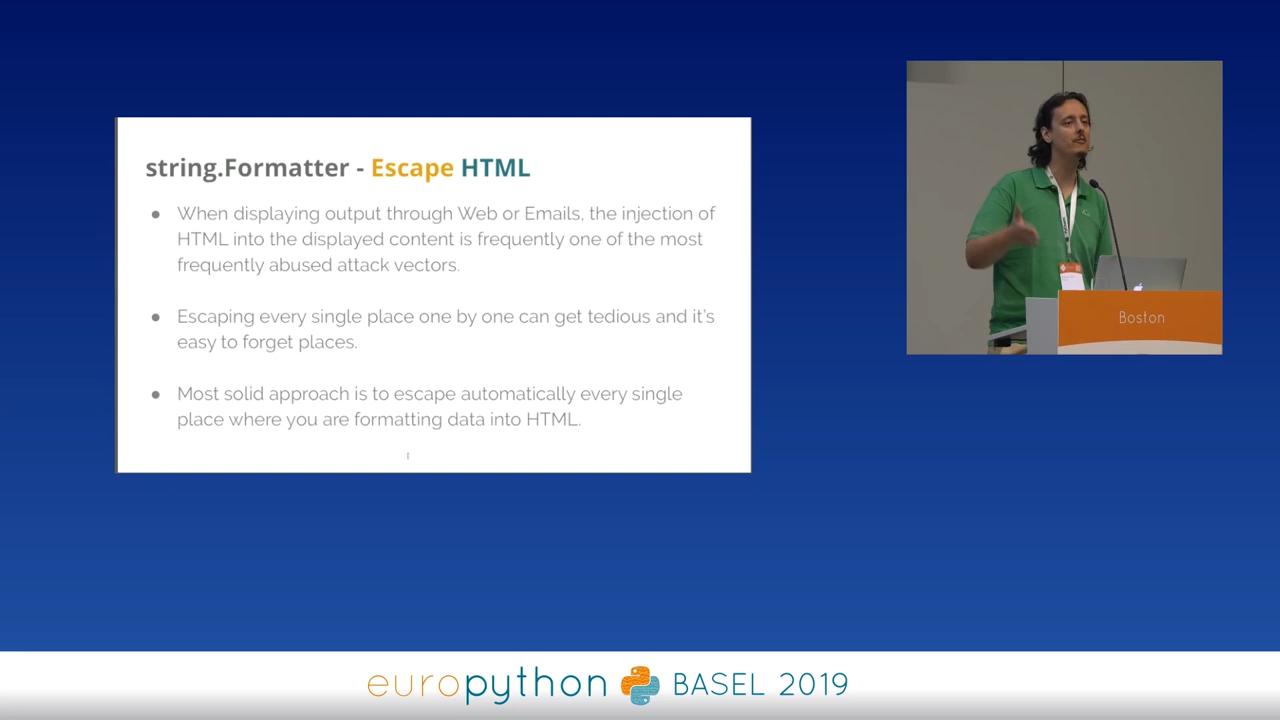 string.Formatter - Escape HTML
● When displaying output through Web or Emails, the injection of
HTML into the displayed content is frequently one of the most
frequently abused attack vectors.
● Escaping every single place one by one can get tedious and it's
easy to forget places.
● Most solid approach is to escape automatically every single
place where you are formatting data into HTML.
Boston
europython BASEL 2019